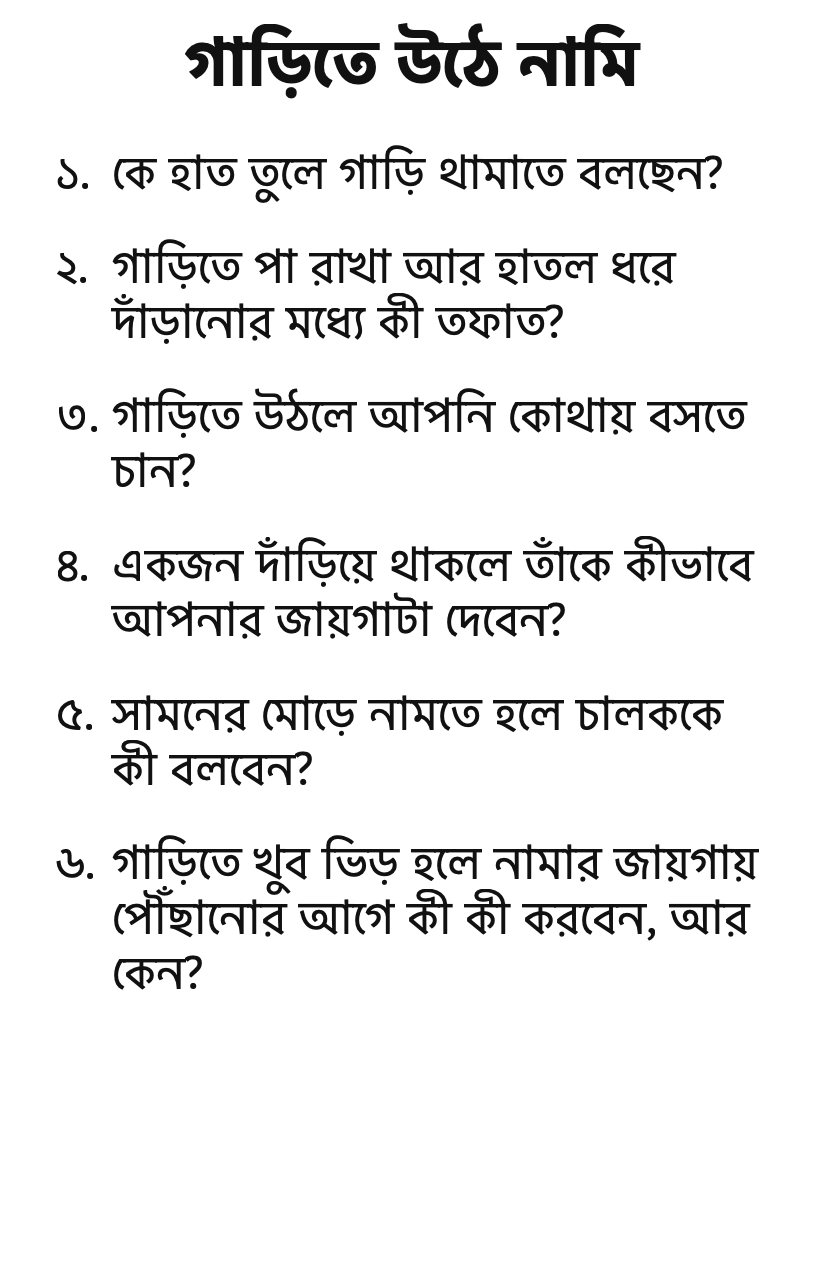 গাড়িতে উঠে নামি
১. কে হাত তুলে গাড়ি থামাতে বলছেন?
২. গাড়িতে পা রাখা আর হাতল ধরে
দাঁড়ানোর মধ্যে কী তফাত?
৩. গাড়িতে উঠলে আপনি কোথায় বসতে
চান?
৪. একজন দাঁড়িয়ে থাকলে তাঁকে কীভাবে
আপনার জায়গাটা দেবেন?
৫. সামনের মোড়ে নামতে হলে চালককে
কী বলবেন?
৬. গাড়িতে খুব ভিড় হলে নামার জায়গায়
পৌঁছানোর আগে কী কী করবেন, আর
কেন?